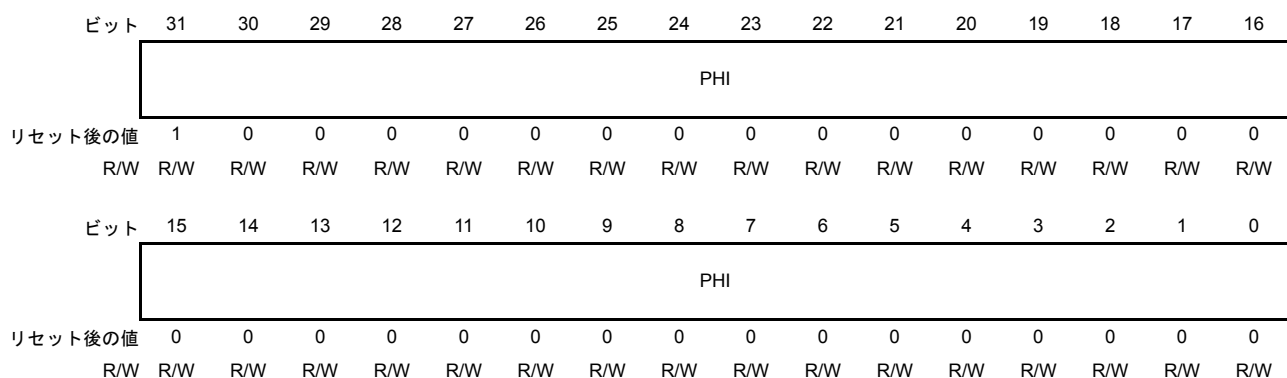 ビット 31 30 29 28 27 26 25 24 23 22 21 20 19 18 17 16
PHI
リセット後の値 1 0 0 0 0 0 0 0 0 0 0 0 0 0 0 0
R/W R/W R/W R/W R/W R/W R/W R/W R/W R/W R/W R/W R/W R/W R/W R/W R/W
ビット 15 14 13 12 11 10 9 8 7 6 5 4 3 2 1 0
PHI
リセット後の値 0 0 0 0 0 0 0 0 0 0 0 0 0 0 0 0
R/W R/W R/W R/W R/W R/W R/W R/W R/W R/W R/W R/W R/W R/W R/W R/W R/W